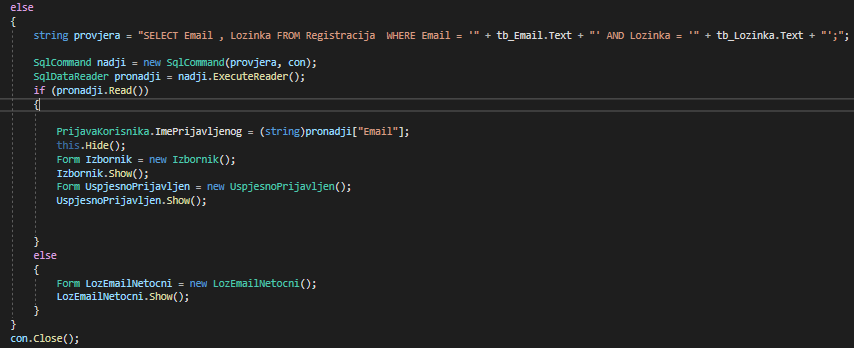 else
{
string provjera = "SELECT Email , Lozinka FROM Registracija  WHERE Email = '" + tb_Email.Text + "' AND Lozinka = '" + tb_Lozinka.Text + "';";
SqlCommand nadji = new SqlCommand(provjera, con);
SqlDataReader pronadji = nadji.ExecuteReader();
if (pronadji.Read())
{
PrijavaKorisnika.ImePrijavljenog = (string)pronadji["Email"];
this.Hide();
Form Izbornik = new Izbornik();
Izbornik.Show();
Form UspjesnoPrijavljen = new UspjesnoPrijavljen();
UspjesnoPrijavljen.Show();
}
else
{
Form LozEmailNetocni = new LozEmailNetocni();
LozEmailNetocni.Show();
}
}
con.Close();